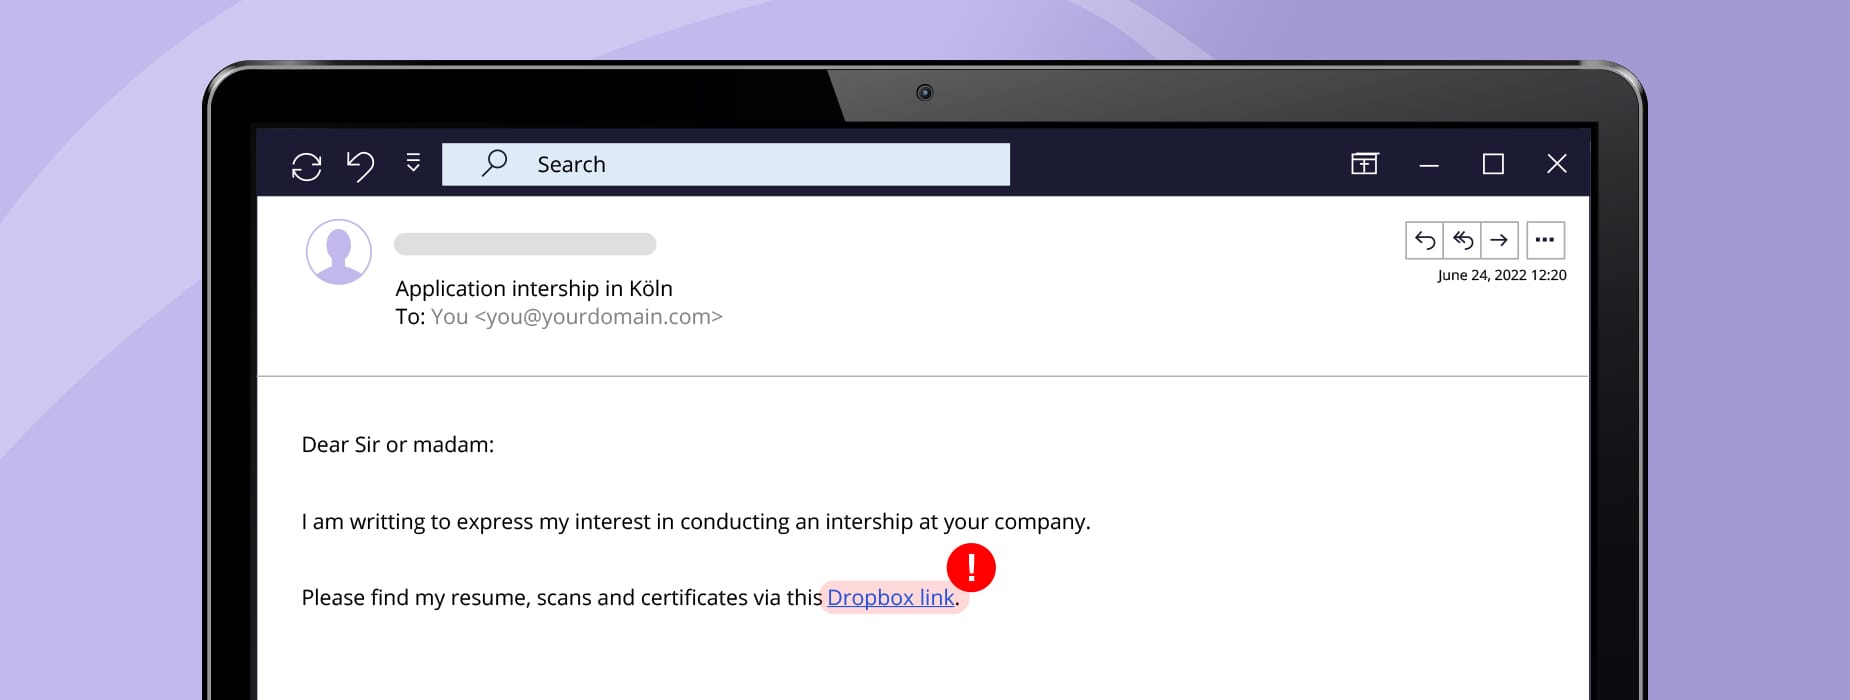 Search
June 24, 2022 12:20
Application intership in Köln
To: You <you@yourdomain.com>
Dear Sir or madam:
I am writting to express my interest in conducting an intership at your company.
!
Please find my resume, scans and certificates via this Dropbox link.